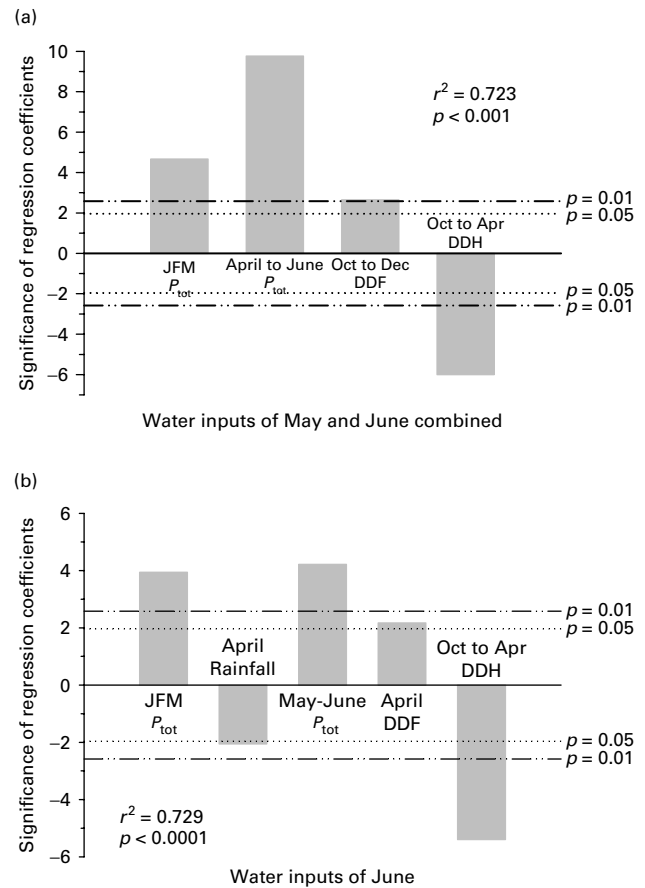 (a)
Significance of regression coefficients
10
8
6
4
2
0
−2
−4
−6
r² = 0.723
p < 0.001
p = 0.01
p = 0.05
Oct to Apr
DDH
JFM
Ptot
April to June
Ptot
Oct to Dec
DDF
p = 0.05
p = 0.01
Water inputs of May and June combined
(b)
Significance of regression coefficients
6
4
2
0
−2
−4
−6
p = 0.01
p = 0.05
April
Rainfall
Oct to Apr
DDH
JFM
Ptot
May-June
Ptot
April
DDF
p = 0.05
p = 0.01
r² = 0.729
p < 0.0001
Water inputs of June